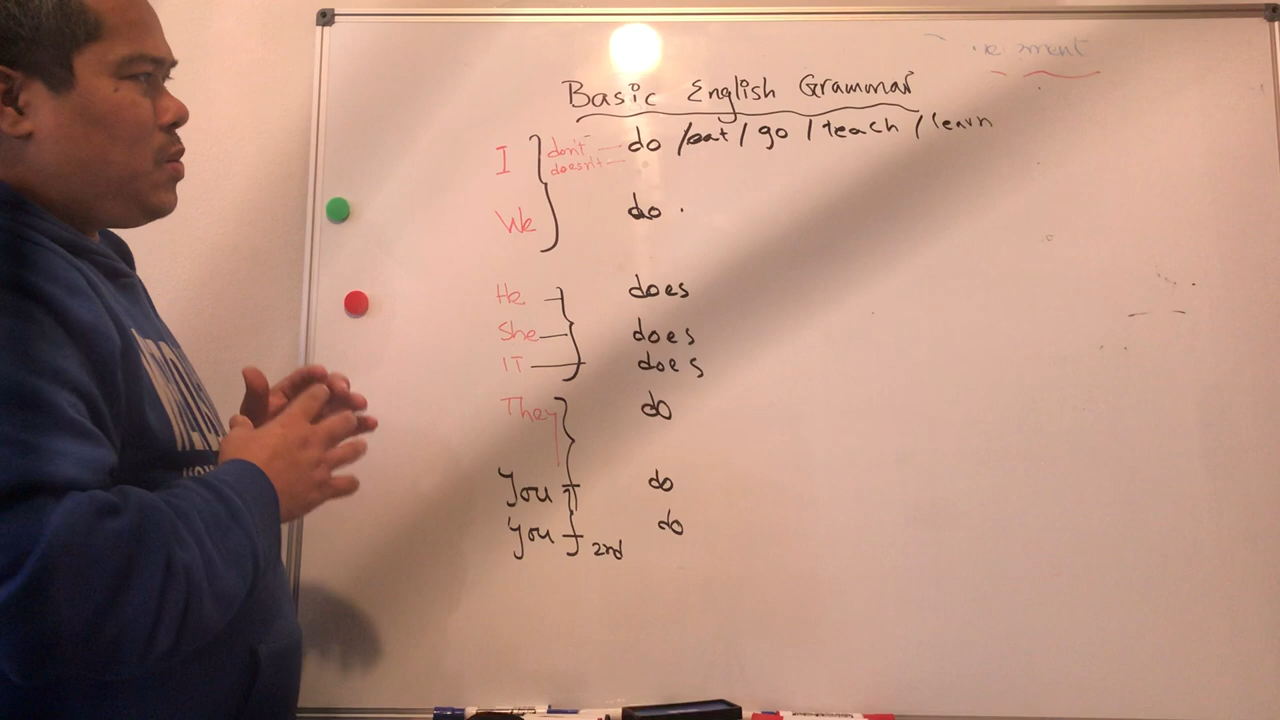 Basic English Grammar
I don't do /eat / go / teach / learn
doesn't
We do
He does
She does
IT does
They do
You do
You 2nd do